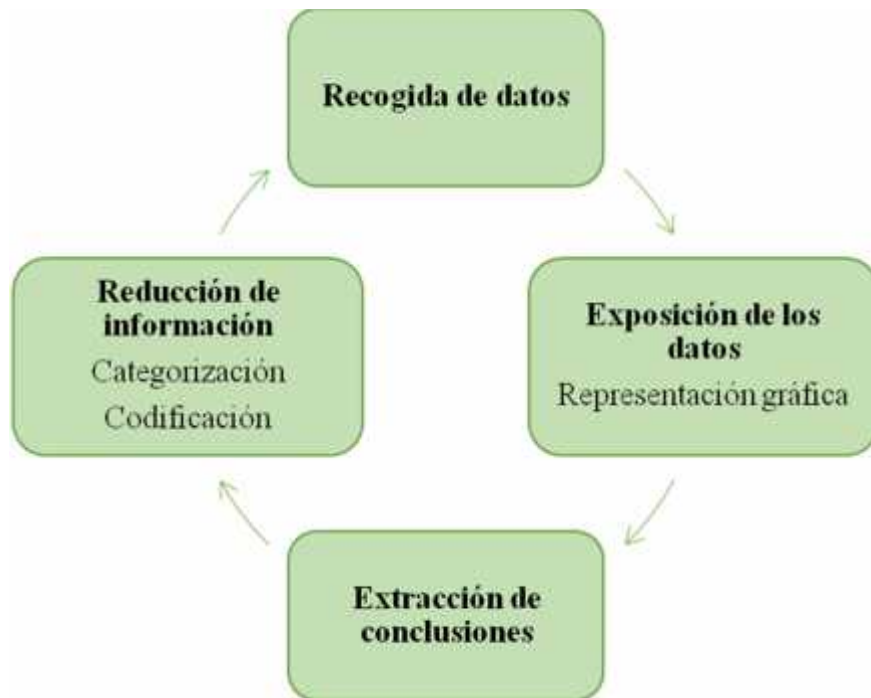 Recogida de datos
Reducción de
información
Categorización
Codificación
Exposición de los
datos
Representación gráfica
Extracción de
conclusiones